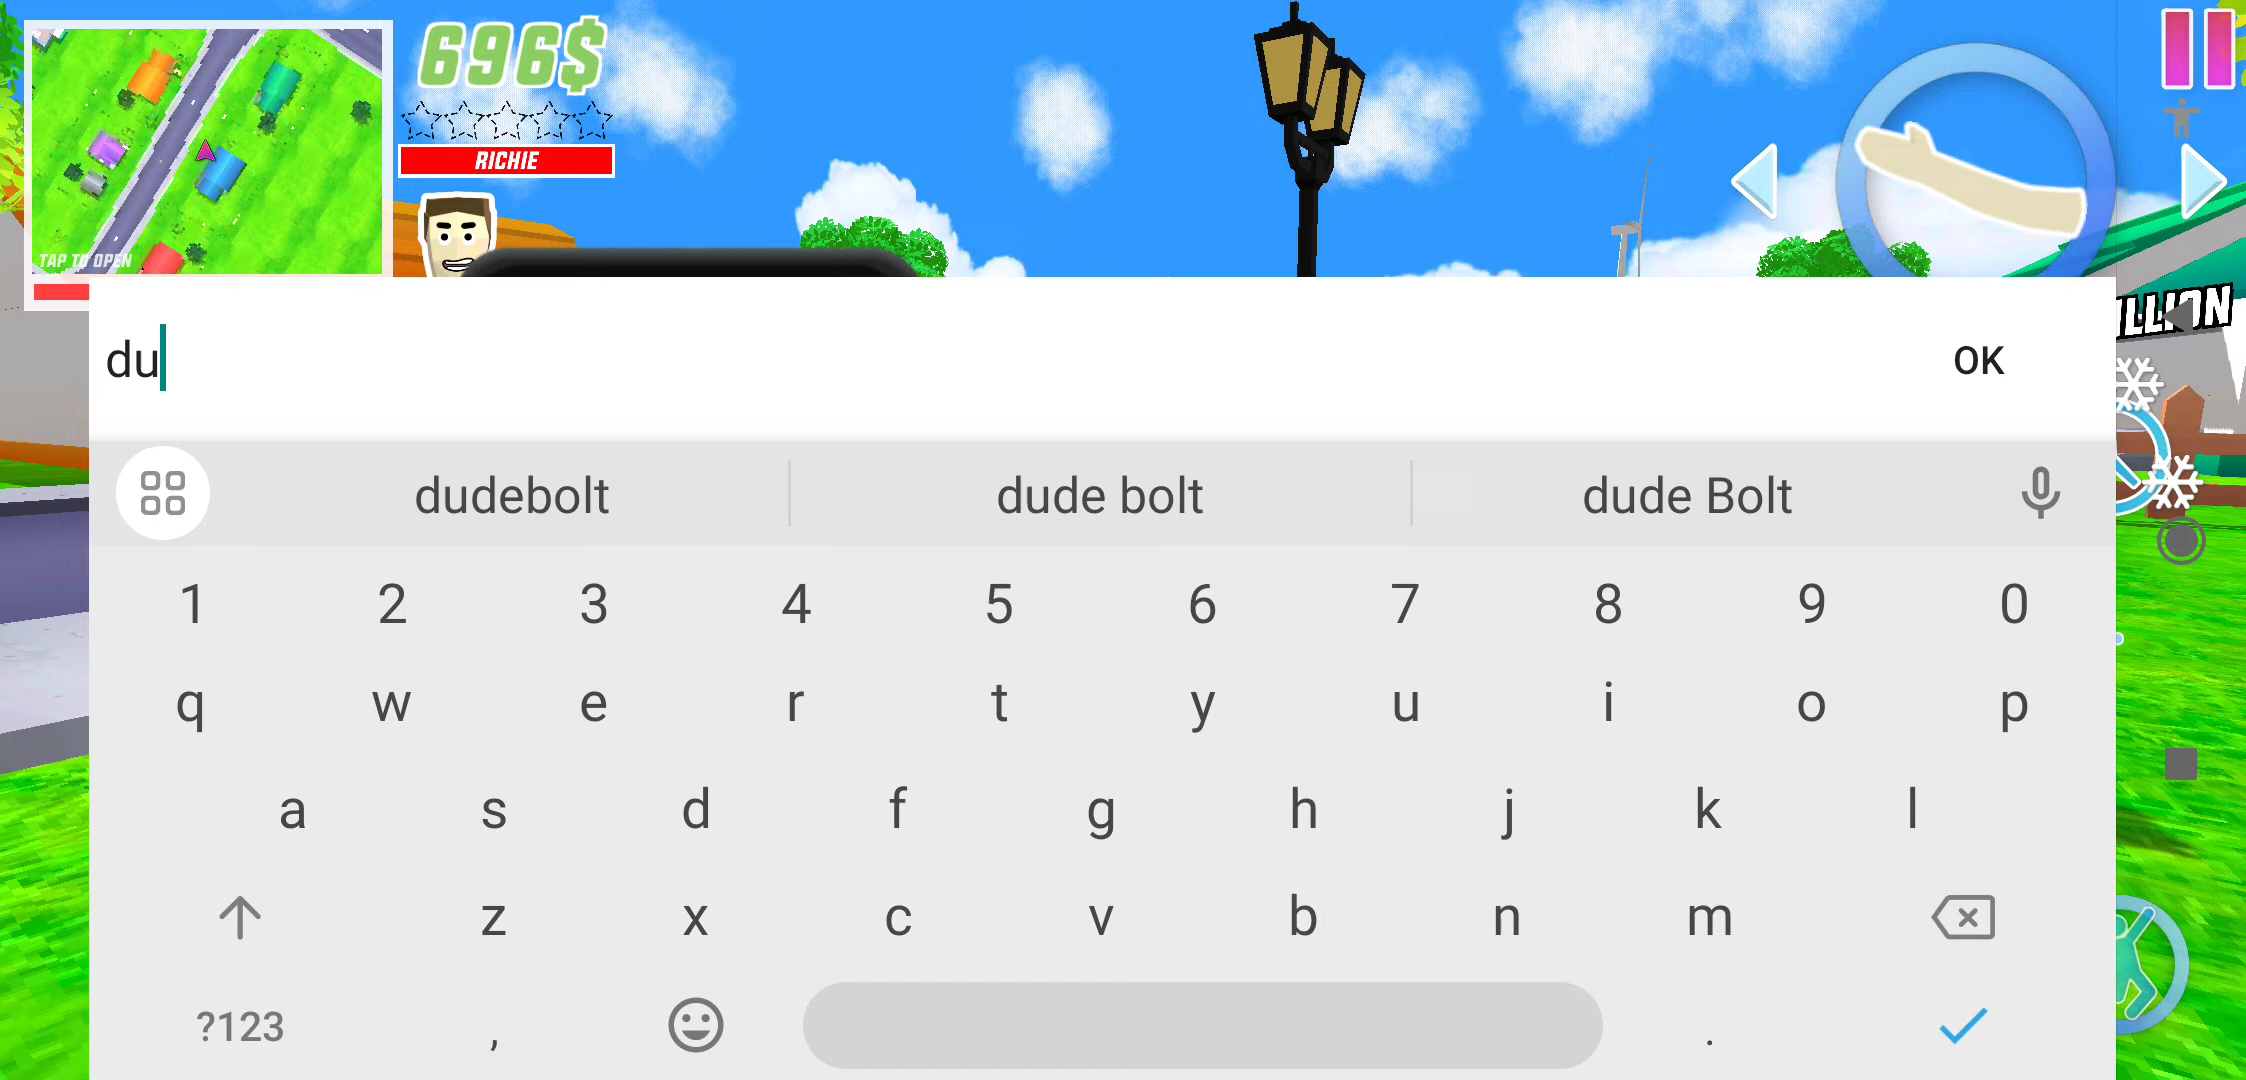 696$
RICHIE
TAP TO OPEN
ILLION
du
OK
dudebolt dude bolt dude Bolt
1 2 3 4 5 6 7 8 9 0
q w e r t y u i o p
a s d f g h j k l
z x c v b n m
?123 , .